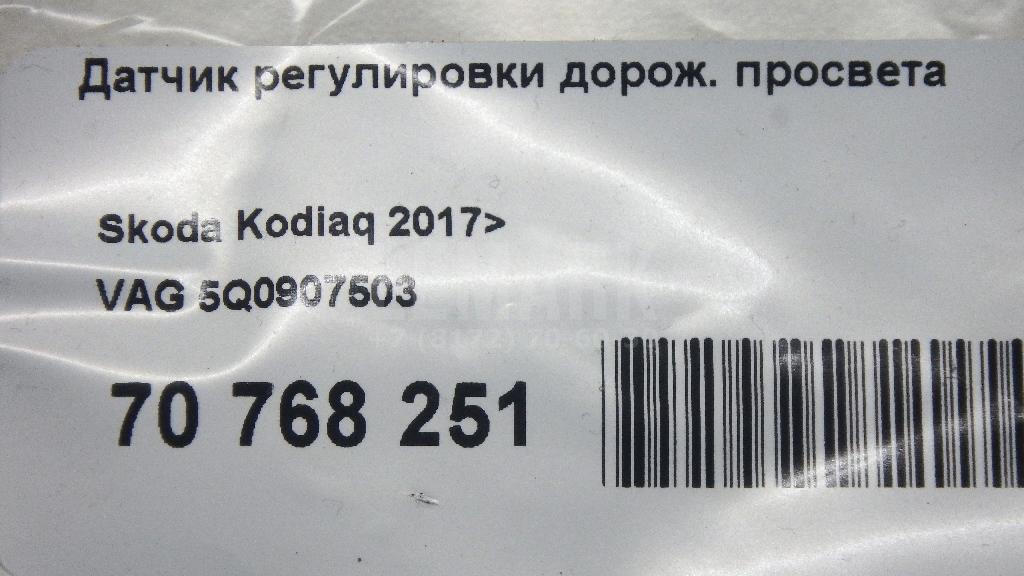 Датчик регулировки дорож. просвета
Skoda Kodiaq 2017>
VAG 5Q0907503
70 768 251